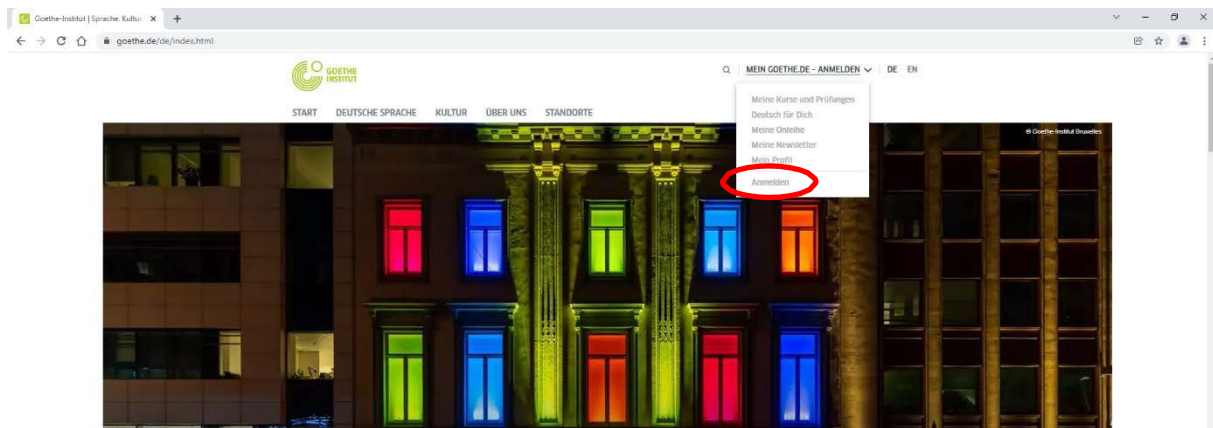 Goethe-Institut | Sprache. Kultur.
goethe.de/de/index.html
GOETHE
INSTITUT
MEIN GOETHE.DE - ANMELDEN
DE EN
START DEUTSCHE SPRACHE KULTUR ÜBER UNS STANDORTE
Meine Kurse und Prüfungen
Deutsch für Dich
Meine Onleihe
Meine Newsletter
Mein Profil
Anmelden
© Goethe-Institut Bruxelles